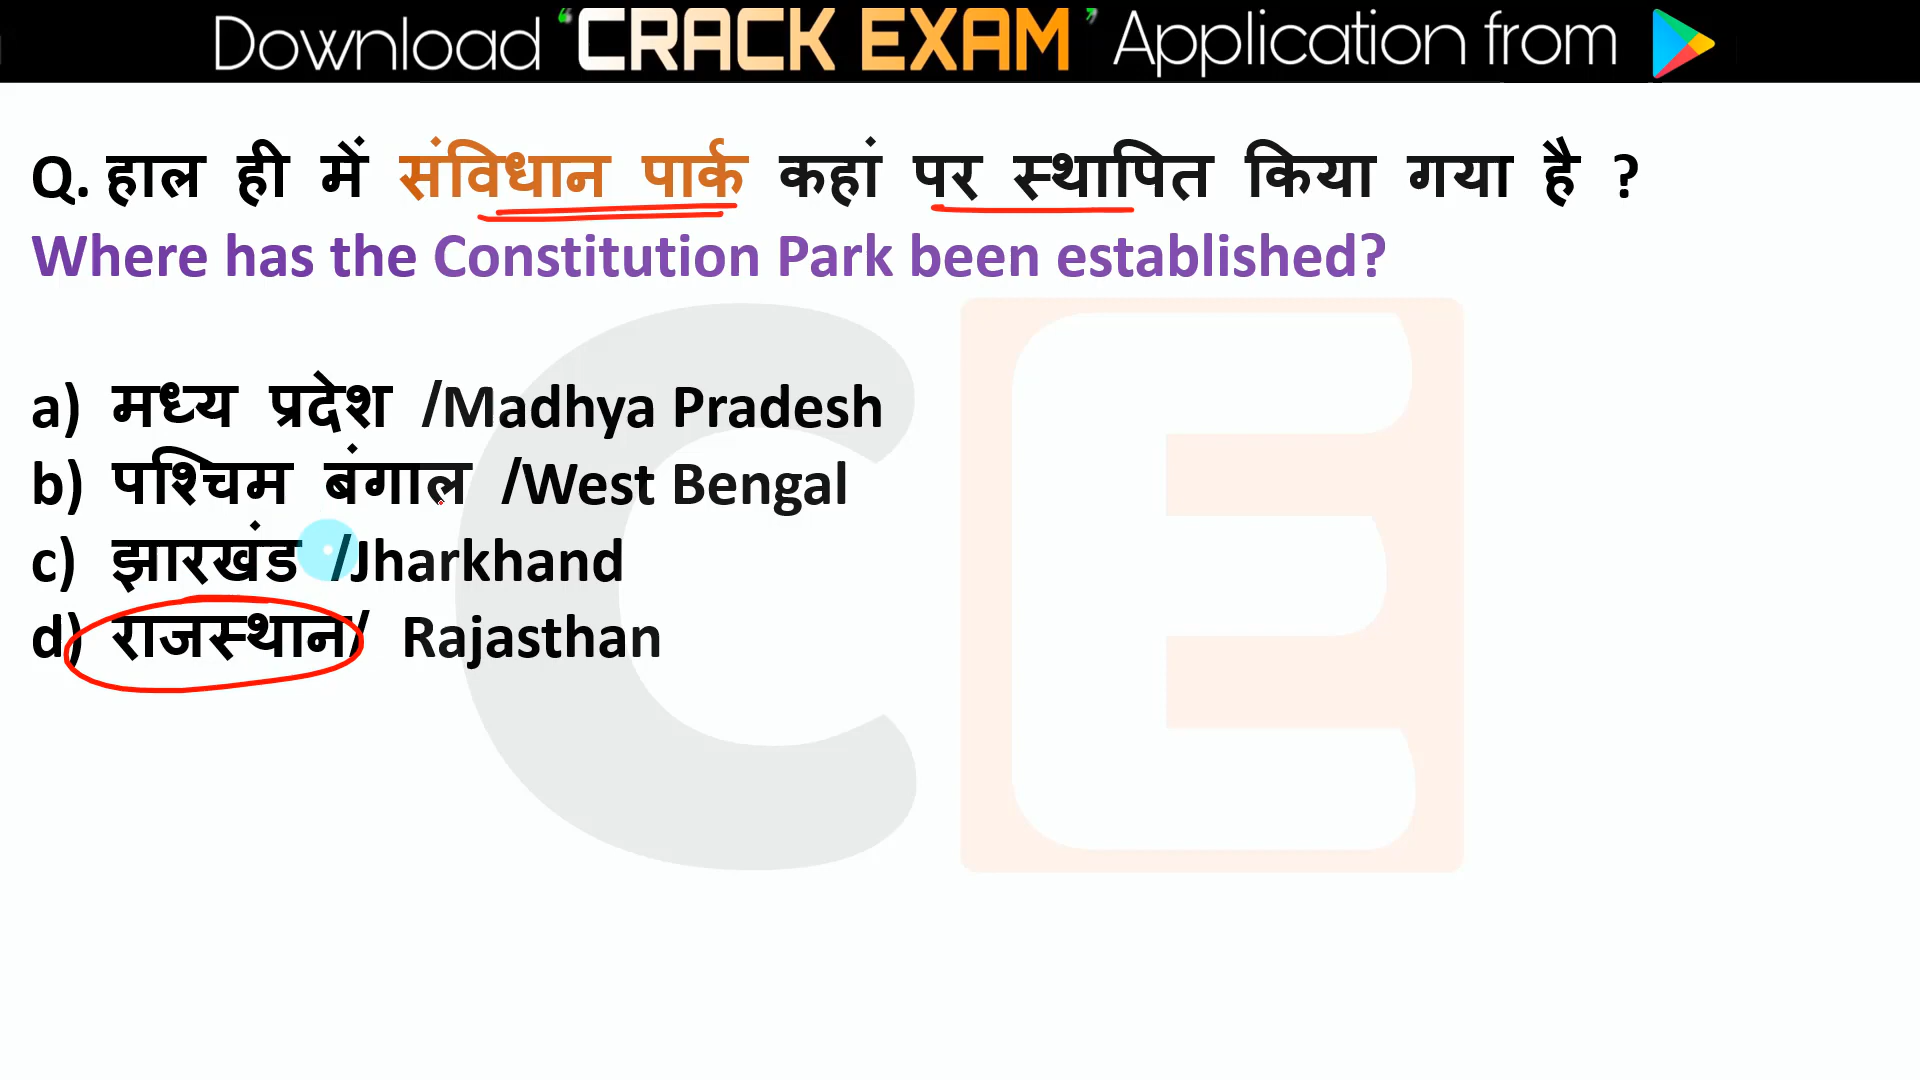 Download ‘CRACK EXAM’ Application from
Q. हाल ही में संविधान पार्क कहां पर स्थापित किया गया है ?
Where has the Constitution Park been established?
a) मध्य प्रदेश /Madhya Pradesh
b) पश्चिम बंगाल /West Bengal
c) झारखंड /Jharkhand
d) राजस्थान/ Rajasthan
CE